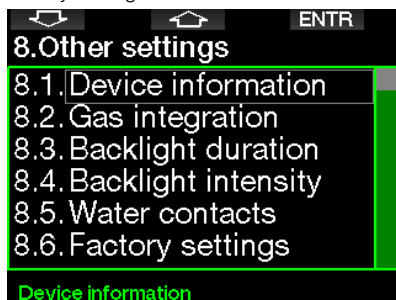 ENTR
8.Other settings
8.1.Device information
8.2.Gas integration
8.3.Backlight duration
8.4.Backlight intensity
8.5.Water contacts
8.6.Factory settings
Device information